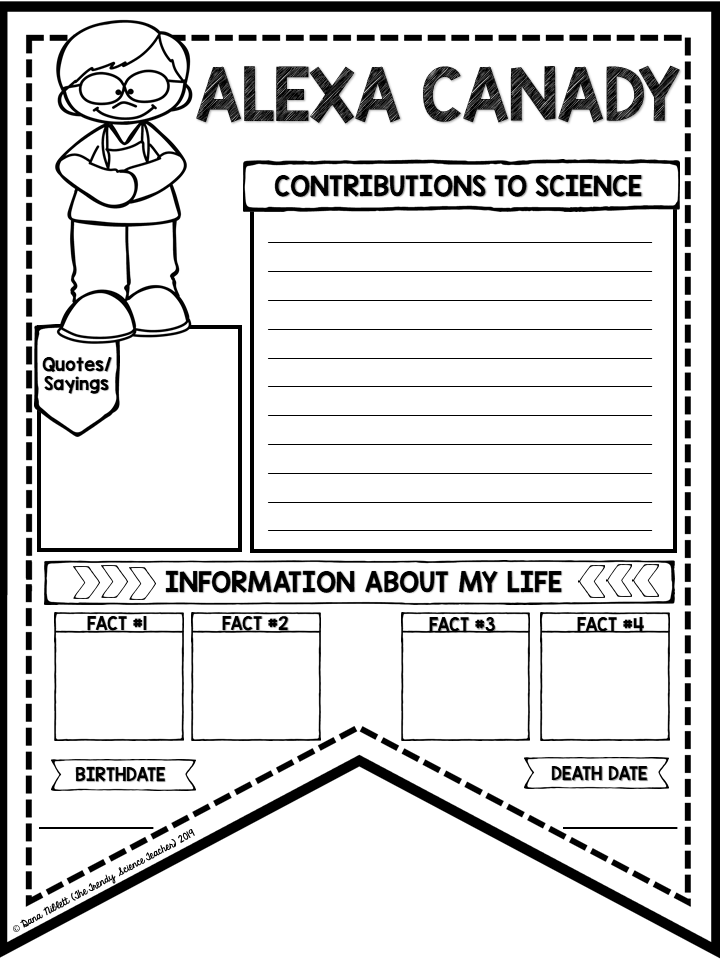 ALEXA CANADY
CONTRIBUTIONS TO SCIENCE
Quotes/
Sayings
INFORMATION ABOUT MY LIFE
FACT #1
FACT #2
FACT #3
FACT #4
BIRTHDATE
DEATH DATE
© Dana Niblett (The Trendy Science Teacher) 2019